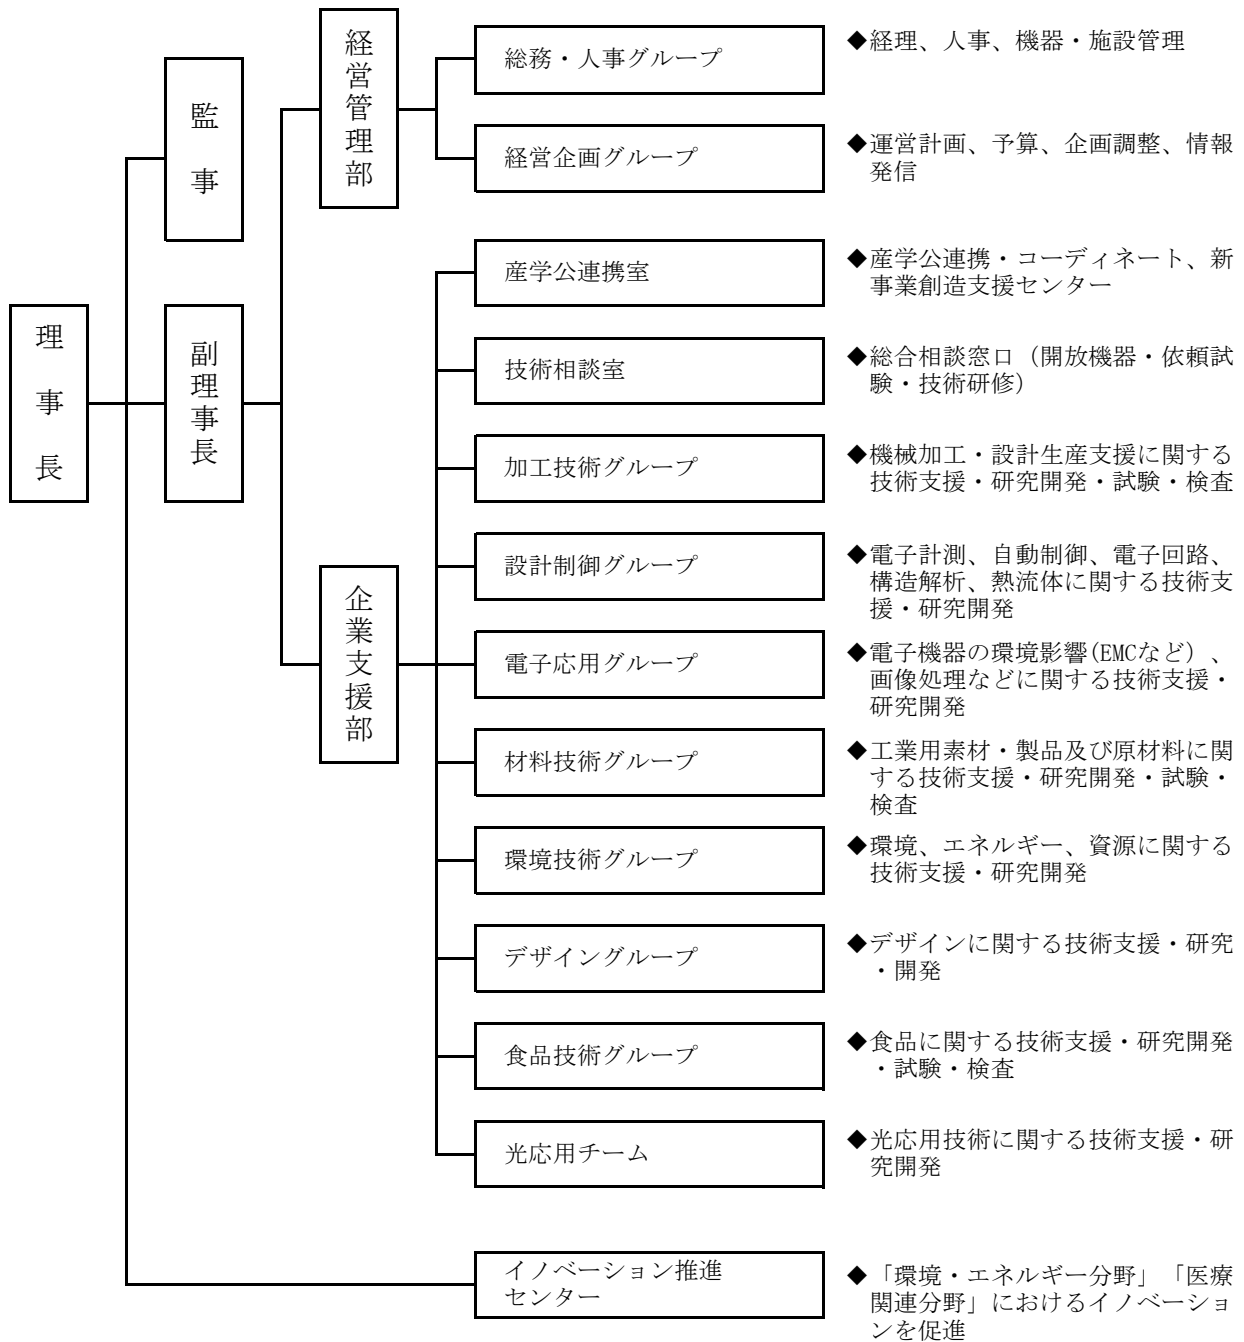 理事長
監事
副理事長
経営管理部
総務・人事グループ
◆経理、人事、機器・施設管理
経営企画グループ
◆運営計画、予算、企画調整、情報
発信
企業支援部
産学公連携室
◆産学公連携・コーディネート、新
事業創造支援センター
技術相談室
◆総合相談窓口（開放機器・依頼試
験・技術研修）
加工技術グループ
◆機械加工・設計生産支援に関する
技術支援・研究開発・試験・検査
設計制御グループ
◆電子計測、自動制御、電子回路、
構造解析、熱流体に関する技術支
援・研究開発
電子応用グループ
◆電子機器の環境影響(EMCなど）、
画像処理などに関する技術支援・
研究開発
材料技術グループ
◆工業用素材・製品及び原材料に関
する技術支援・研究開発・試験・
検査
環境技術グループ
◆環境、エネルギー、資源に関する
技術支援・研究開発
デザイングループ
◆デザインに関する技術支援・研究
・開発
食品技術グループ
◆食品に関する技術支援・研究開発
・試験・検査
光応用チーム
◆光応用技術に関する技術支援・研
究開発
イノベーション推進
センター
◆「環境・エネルギー分野」「医療
関連分野」におけるイノベーショ
ンを促進